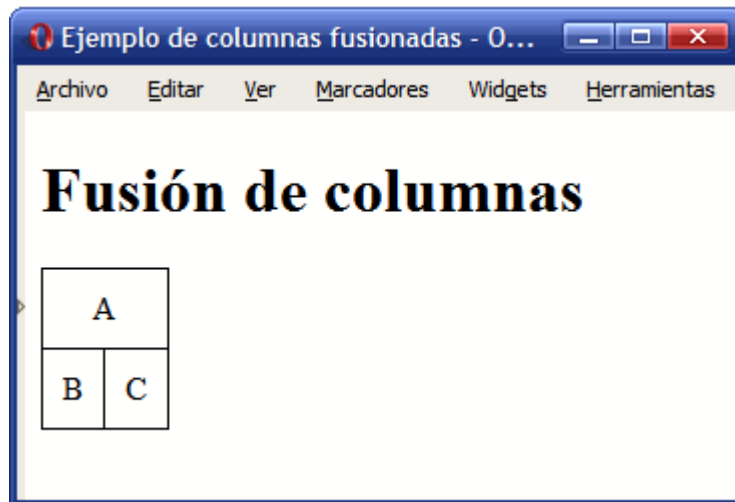 Ejemplo de columnas fusionadas - O...
Archivo Editar Ver Marcadores Widgets Herramientas
Fusión de columnas
A
B C